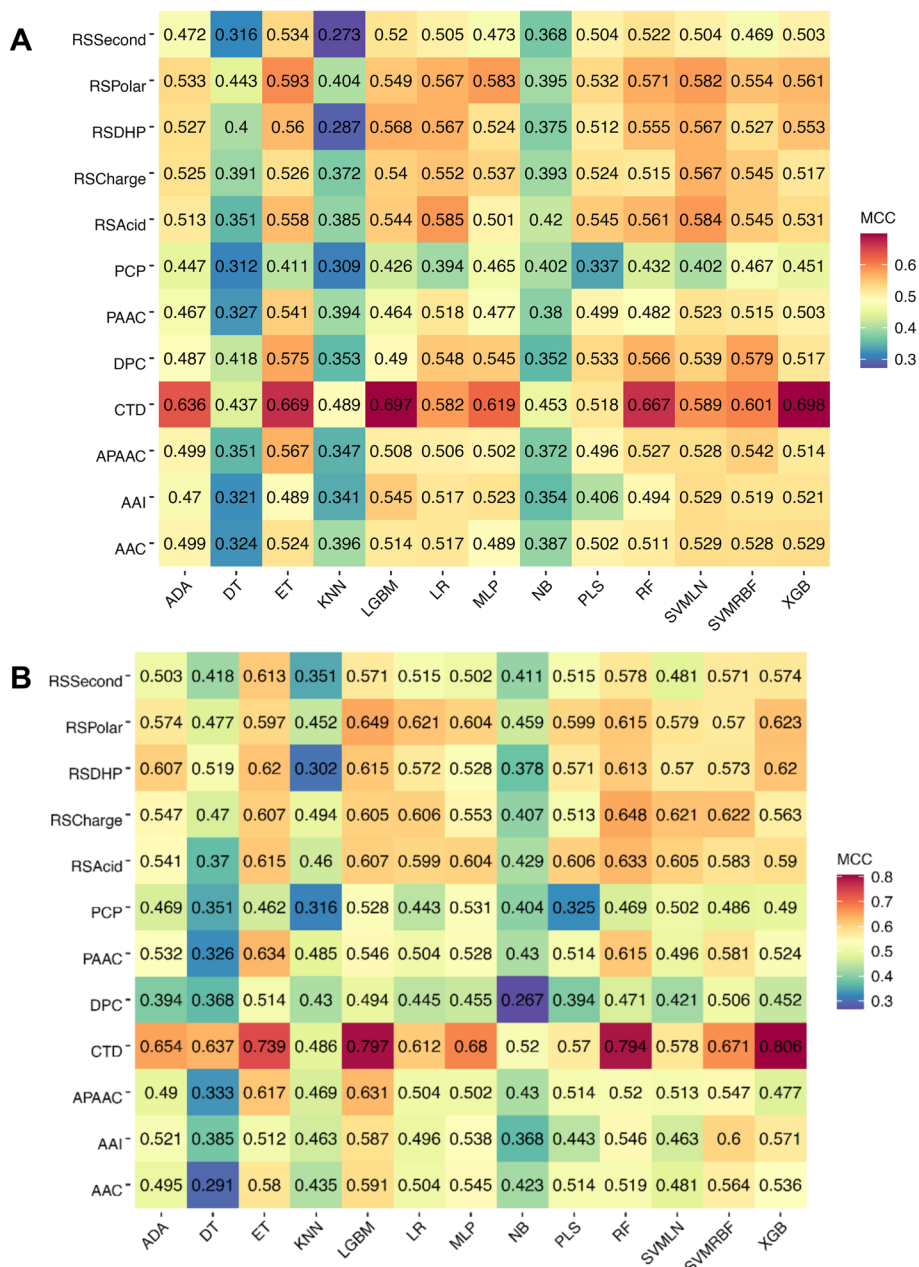 A
RSSecond 0.472 0.316 0.534 0.273 0.52 0.505 0.473 0.368 0.504 0.522 0.504 0.469 0.503
RSPolar 0.533 0.443 0.593 0.404 0.549 0.567 0.583 0.395 0.532 0.571 0.582 0.554 0.561
RSDHP 0.527 0.4 0.56 0.287 0.568 0.567 0.524 0.375 0.512 0.555 0.567 0.527 0.553
RSCharge 0.525 0.391 0.526 0.372 0.54 0.552 0.537 0.393 0.524 0.515 0.567 0.545 0.517
RSAcid 0.513 0.351 0.558 0.385 0.544 0.585 0.501 0.42 0.545 0.561 0.584 0.545 0.531
PCP 0.447 0.312 0.411 0.309 0.426 0.394 0.465 0.402 0.337 0.432 0.402 0.467 0.451
PAAC 0.467 0.327 0.541 0.394 0.464 0.518 0.477 0.38 0.499 0.482 0.523 0.515 0.503
DPC 0.487 0.418 0.575 0.353 0.49 0.548 0.545 0.352 0.533 0.566 0.539 0.579 0.517
CTD 0.636 0.437 0.669 0.489 0.697 0.582 0.619 0.453 0.518 0.667 0.589 0.601 0.698
APAAC 0.499 0.351 0.567 0.347 0.508 0.506 0.502 0.372 0.496 0.527 0.528 0.542 0.514
AAI 0.47 0.321 0.489 0.341 0.545 0.517 0.523 0.354 0.406 0.494 0.529 0.519 0.521
AAC 0.499 0.324 0.524 0.396 0.514 0.517 0.489 0.387 0.502 0.511 0.529 0.528 0.529
ADA DT ET KNN LGBM LR MLP NB PLS RF SVMLN SVMRBF XGB
MCC
0.6
0.5
0.4
0.3
B
RSSecond 0.503 0.418 0.613 0.351 0.571 0.515 0.502 0.411 0.515 0.578 0.481 0.571 0.574
RSPolar 0.574 0.477 0.597 0.452 0.649 0.621 0.604 0.459 0.599 0.615 0.579 0.57 0.623
RSDHP 0.607 0.519 0.62 0.302 0.615 0.572 0.528 0.378 0.571 0.613 0.57 0.573 0.62
RSCharge 0.547 0.47 0.607 0.494 0.605 0.606 0.553 0.407 0.513 0.648 0.621 0.622 0.563
RSAcid 0.541 0.37 0.615 0.46 0.607 0.599 0.604 0.429 0.606 0.633 0.605 0.583 0.59
PCP 0.469 0.351 0.462 0.316 0.528 0.443 0.531 0.404 0.325 0.469 0.502 0.486 0.49
PAAC 0.532 0.326 0.634 0.485 0.546 0.504 0.528 0.43 0.514 0.615 0.496 0.581 0.524
DPC 0.394 0.368 0.514 0.43 0.494 0.445 0.455 0.267 0.394 0.471 0.421 0.506 0.452
CTD 0.654 0.637 0.739 0.486 0.797 0.612 0.68 0.52 0.57 0.794 0.578 0.671 0.806
APAAC 0.49 0.333 0.617 0.469 0.631 0.504 0.502 0.43 0.514 0.52 0.513 0.547 0.477
AAI 0.521 0.385 0.512 0.463 0.587 0.496 0.538 0.368 0.443 0.546 0.463 0.6 0.571
AAC 0.495 0.291 0.58 0.435 0.591 0.504 0.545 0.423 0.514 0.519 0.481 0.564 0.536
ADA DT ET KNN LGBM LR MLP NB PLS RF SVMLN SVMRBF XGB
MCC
0.8
0.7
0.6
0.5
0.4
0.3